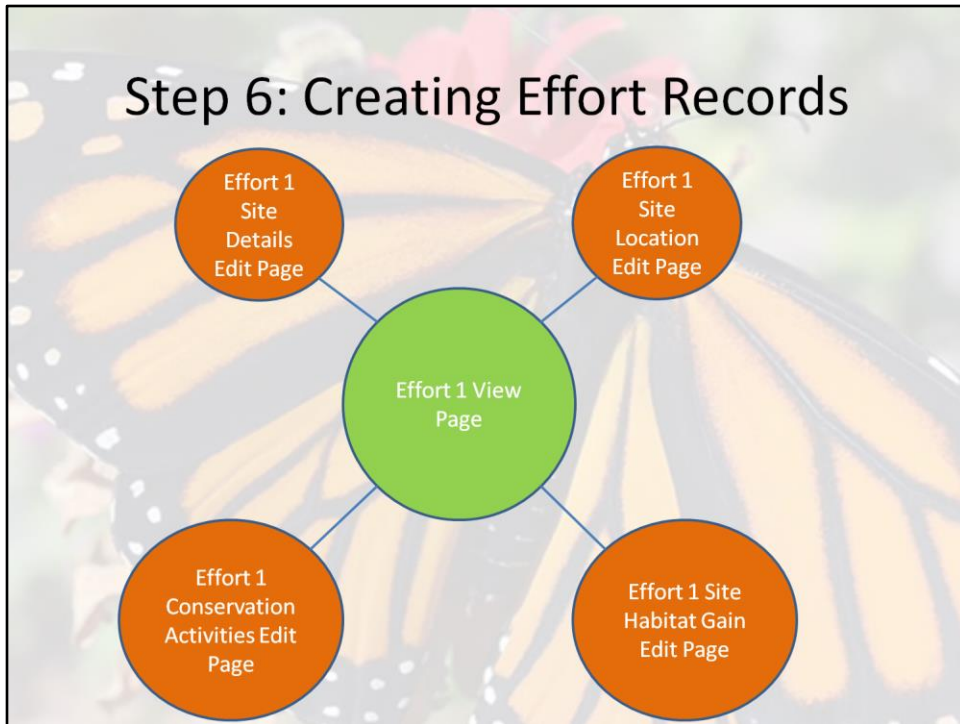 Step 6: Creating Effort Records
Effort 1
Site
Details
Edit Page
Effort 1
Site
Location
Edit Page
Effort 1 View
Page
Effort 1
Conservation
Activities Edit
Page
Effort 1 Site
Habitat Gain
Edit Page